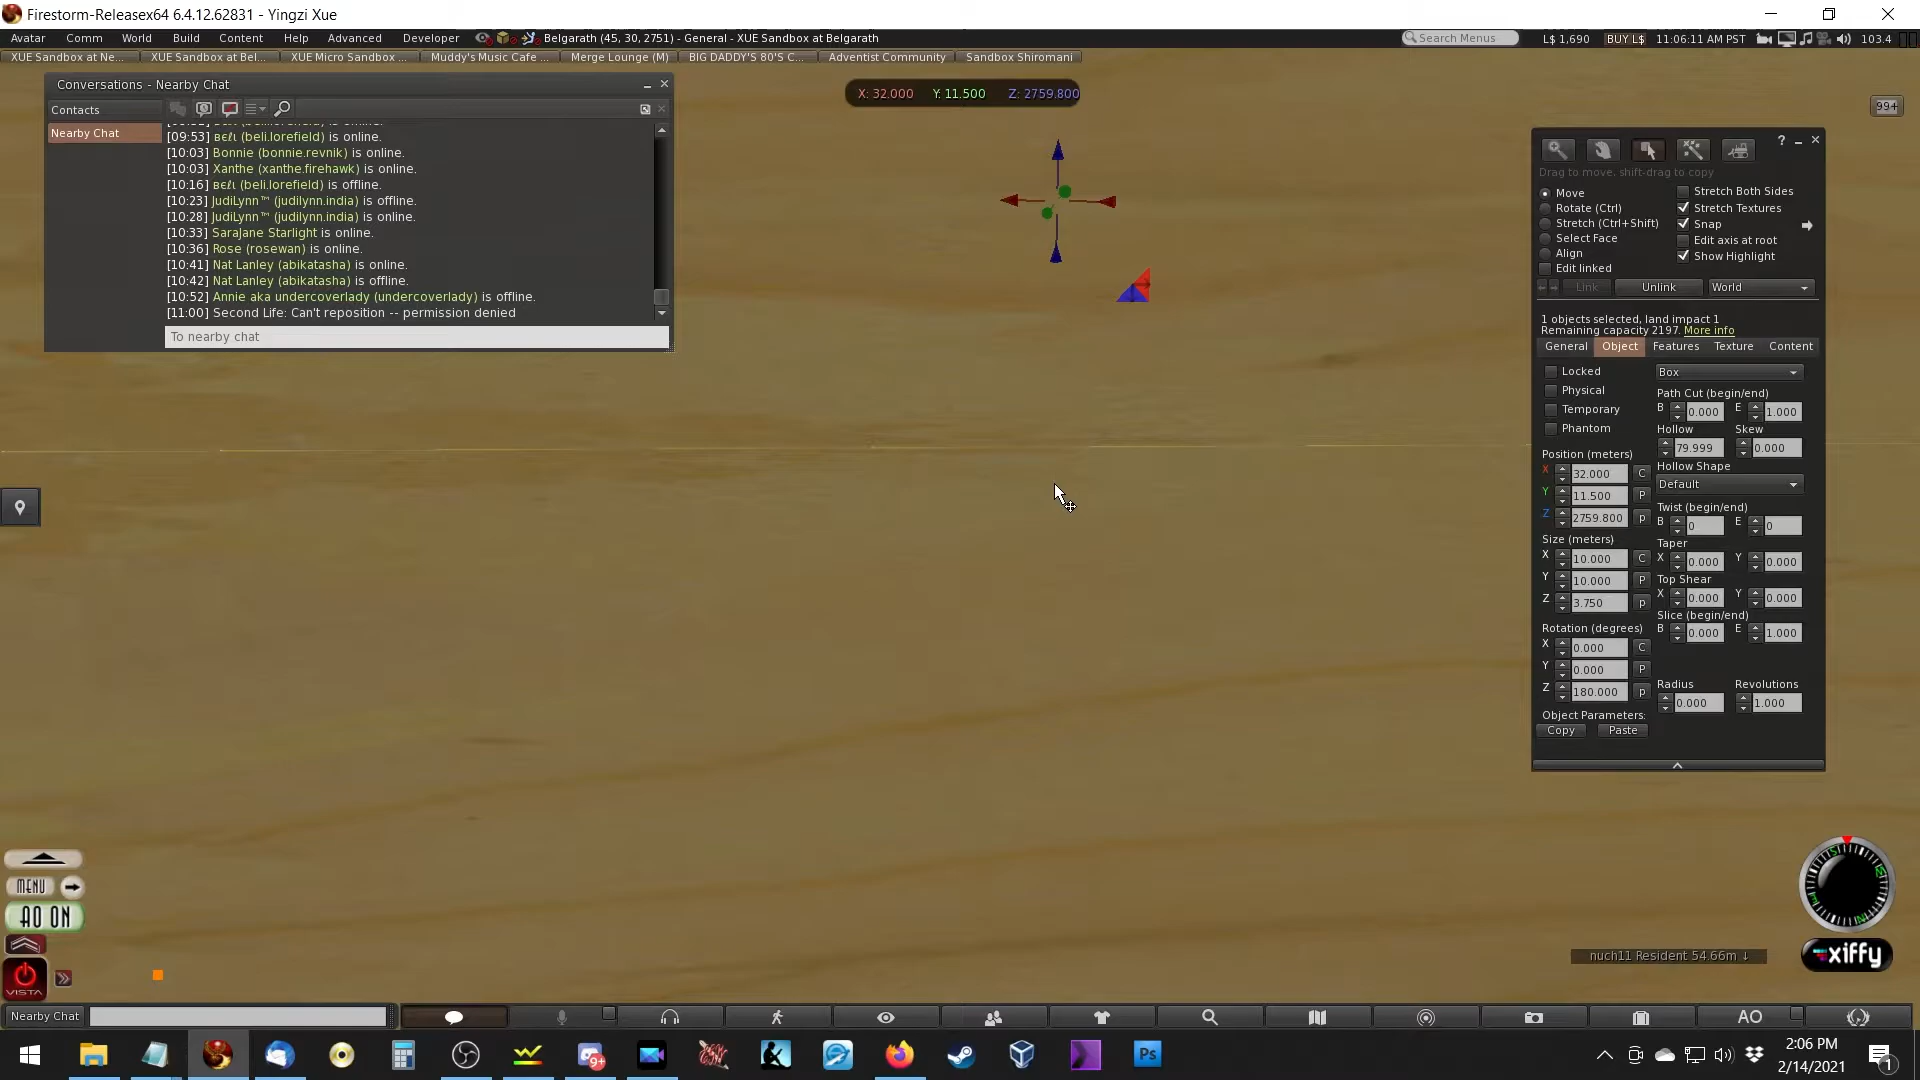 Firestorm-Releasex64 6.4.12.62831 - Yingzi Xue
Avatar Comm World Build Content Help Advanced Developer Belgarath (45, 30, 2751) - General - XUE Sandbox at Belgarath Search Menus L$ 1,690 BUY L$ 11:06:11 AM PST 103.4
XUE Sandbox at Ne... XUE Sandbox at Bel... XUE Micro Sandbox ... Muddy's Music Cafe ... Merge Lounge (M) BIG DADDY'S 80'S C... Adventist Community Sandbox Shiromani
Conversations - Nearby Chat
Contacts
Nearby Chat
[09:53] ʙєℓι (beli.lorefield) is online.
[10:03] Bonnie (bonnie.revnik) is online.
[10:03] Xanthe (xanthe.firehawk) is online.
[10:16] ʙєℓι (beli.lorefield) is offline.
[10:23] JudiLynn™ (judilynn.india) is offline.
[10:28] JudiLynn™ (judilynn.india) is online.
[10:33] SaraJane Starlight is online.
[10:36] Rose (rosewan) is online.
[10:41] Nat Lanley (abikatasha) is online.
[10:42] Nat Lanley (abikatasha) is offline.
[10:52] Annie aka undercoverlady (undercoverlady) is offline.
[11:00] Second Life: Can't reposition -- permission denied
To nearby chat
X: 32.000 Y: 11.500 Z: 2759.800
99+
?
Drag to move, shift-drag to copy
Move Stretch Both Sides
Rotate (Ctrl) Stretch Textures
Stretch (Ctrl+Shift) Snap
Select Face Edit axis at root
Align Show Highlight
Edit linked
Link Unlink World
1 objects selected, land impact 1
Remaining capacity 2197. More info
General Object Features Texture Content
Locked Box
Physical Path Cut (begin/end)
Temporary B 0.000 E 1.000
Phantom Hollow Skew
79.999 0.000
Position (meters) Hollow Shape
X 32.000 C Default
Y 11.500 P
Z 2759.800 p
Twist (begin/end)
B 0 E 0
Size (meters) Taper
X 10.000 C X 0.000 Y 0.000
Y 10.000 P Top Shear
Z 3.750 p X 0.000 Y 0.000
Slice (begin/end)
Rotation (degrees) B 0.000 E 1.000
X 0.000 C
Y 0.000 P
Z 180.000 p
Radius Revolutions
0.000 1.000
Object Parameters:
Copy Paste
MENU
AO ON
VISTA
nuch11 Resident 54.66m ↓
xiffy
Nearby Chat AO
9+
Ps
2:06 PM
2/14/2021
1